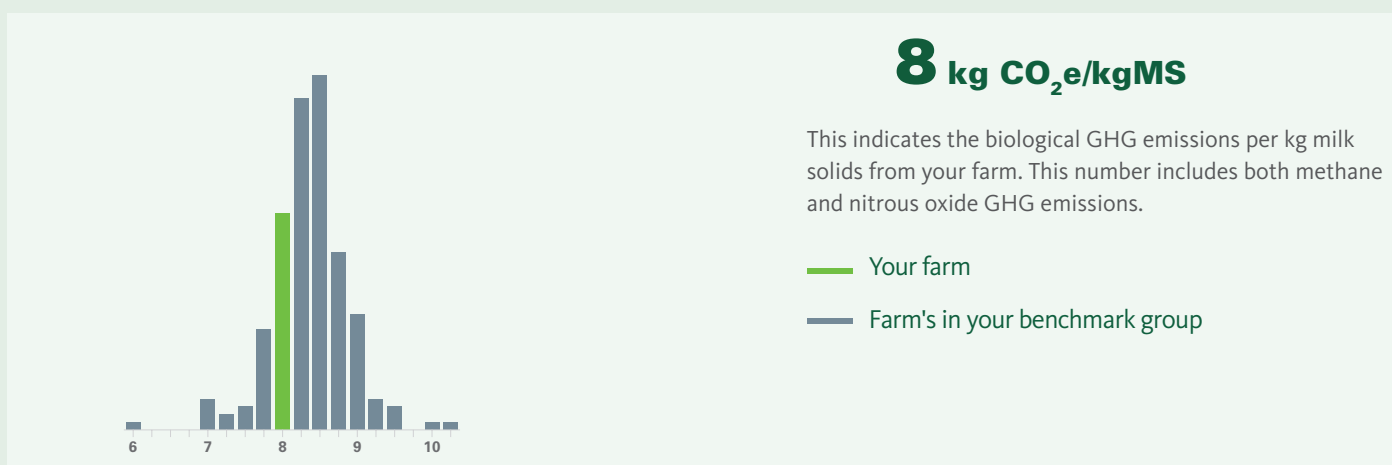 8 kg CO₂e/kgMS
This indicates the biological GHG emissions per kg milk
solids from your farm. This number includes both methane
and nitrous oxide GHG emissions.
Your farm
Farm's in your benchmark group
6 7 8 9 10